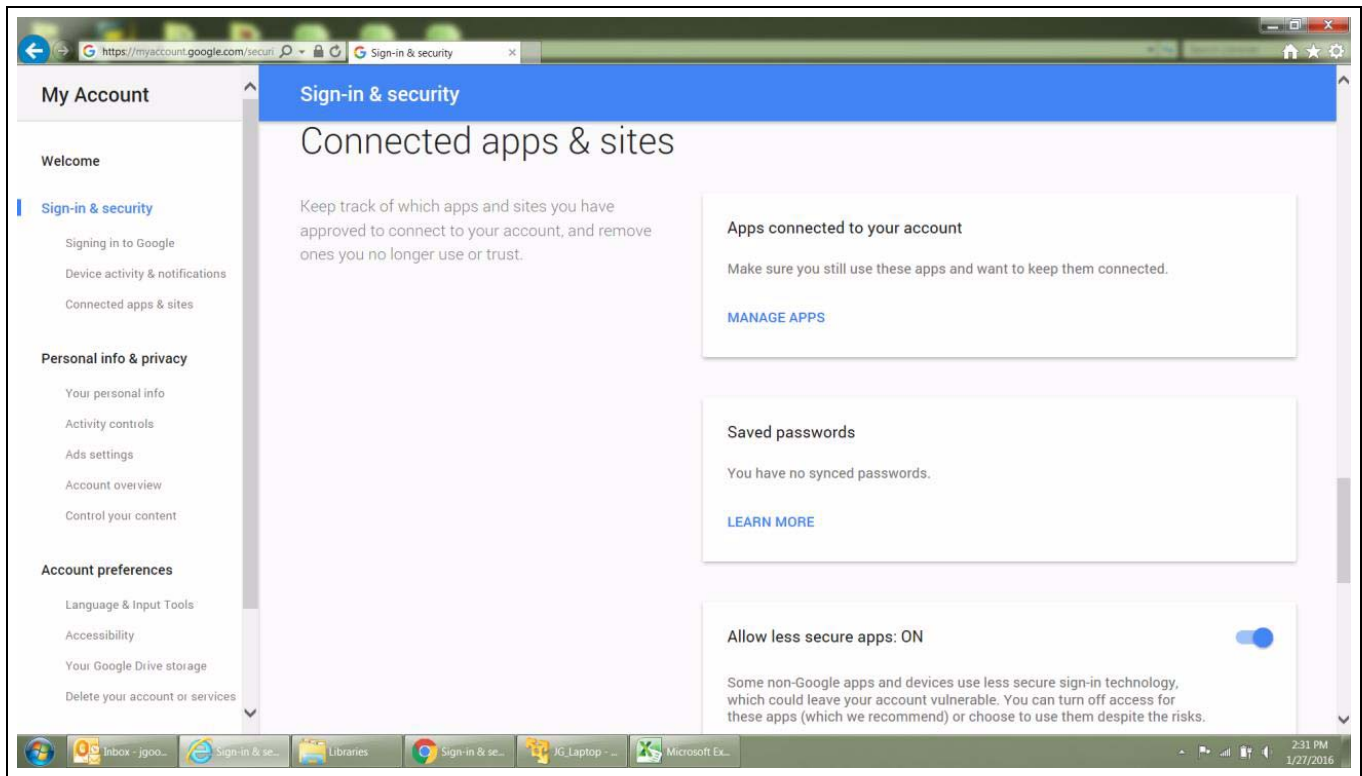 https://myaccount.google.com/securi
Sign-in & security
My Account
Sign-in & security
Welcome
Sign-in & security
Signing in to Google
Device activity & notifications
Connected apps & sites
Personal info & privacy
Your personal info
Activity controls
Ads settings
Account overview
Control your content
Account preferences
Language & Input Tools
Accessibility
Your Google Drive storage
Delete your account or services
Connected apps & sites
Keep track of which apps and sites you have
approved to connect to your account, and remove
ones you no longer use or trust.
Apps connected to your account
Make sure you still use these apps and want to keep them connected.
MANAGE APPS
Saved passwords
You have no synced passwords.
LEARN MORE
Allow less secure apps: ON
Some non-Google apps and devices use less secure sign-in technology,
which could leave your account vulnerable. You can turn off access for
these apps (which we recommend) or choose to use them despite the risks.
Inbox - jgoo...
Sign-in & se...
Libraries
Sign-in & se...
JG_Laptop - ...
Microsoft Ex...
2:31 PM
1/27/2016